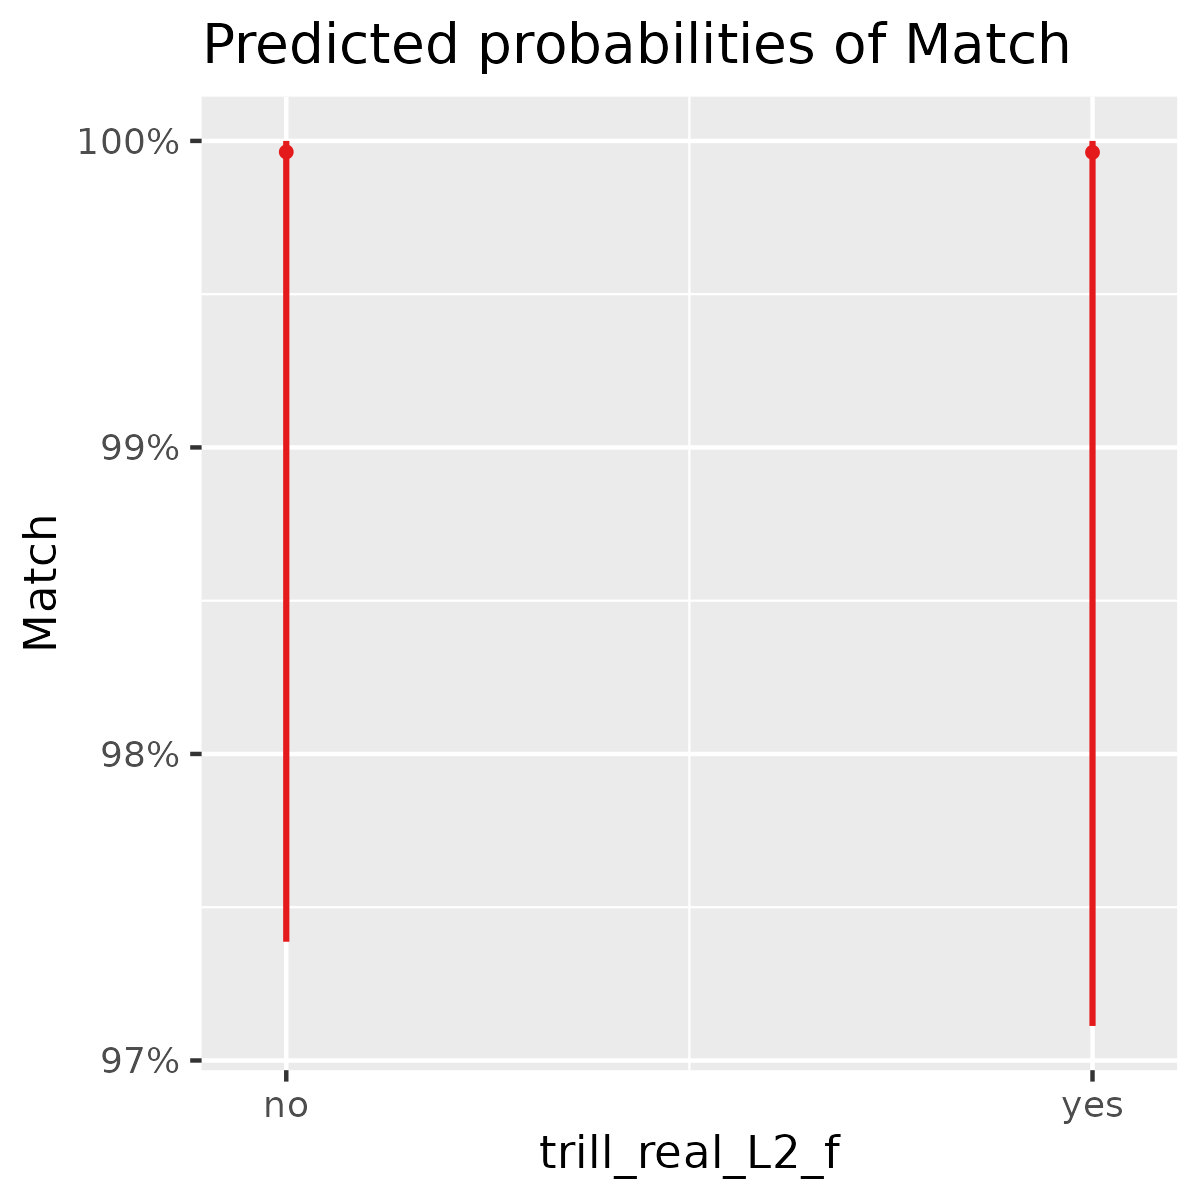 Predicted probabilities of Match
100%
99%
98%
97%
Match
no
yes
trill_real_L2_f